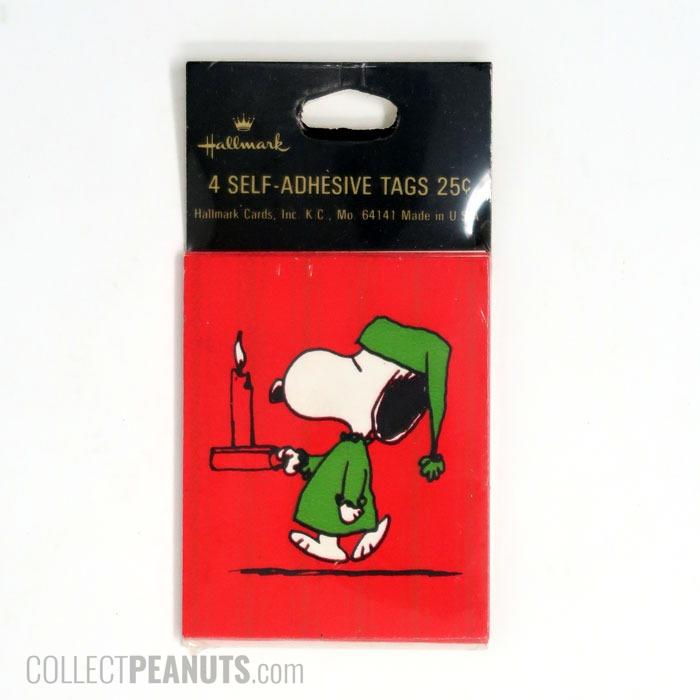 Hallmark
4 SELF-ADHESIVE TAGS 25¢
Hallmark Cards, Inc. K.C., Mo. 64141 Made in U.S.A
COLLECTPEANUTS.com